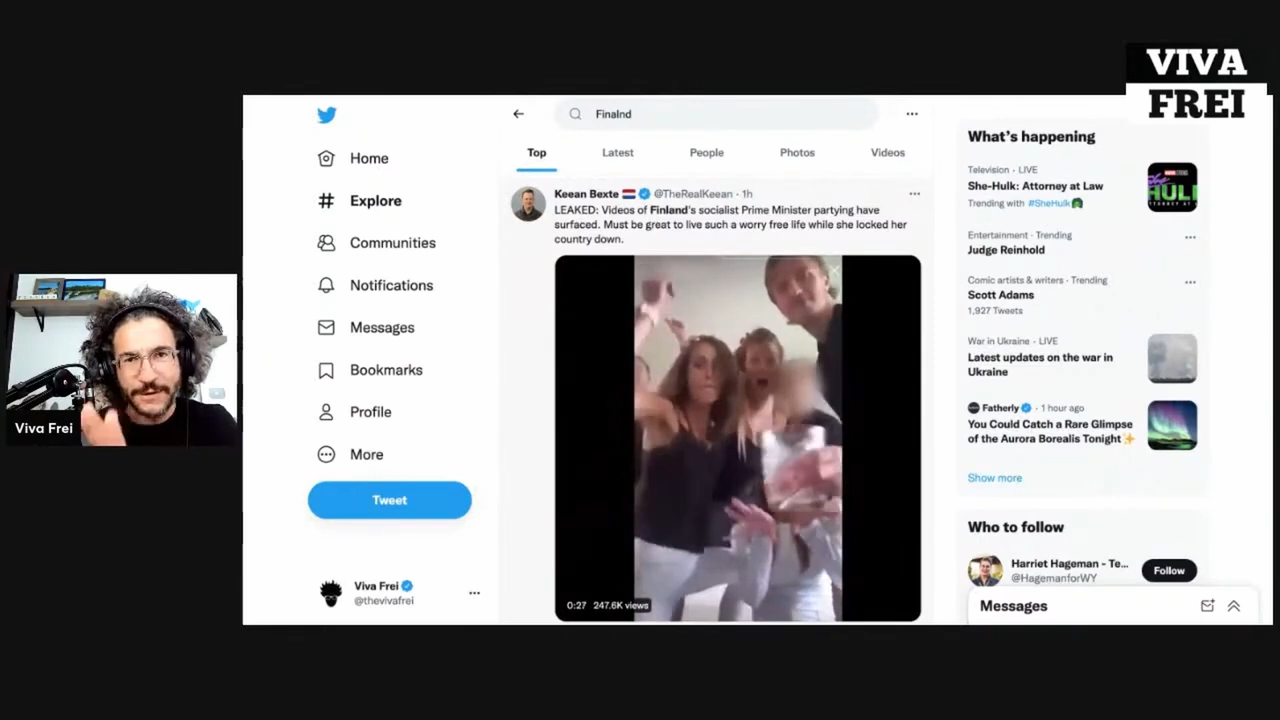 VIVA
FREI
Finalnd
Home
Explore
Communities
Notifications
Messages
Bookmarks
Profile
More
Tweet
Viva Frei
@thevivafrei
Top
Latest
People
Photos
Videos
Keean Bexte @TheRealKeean · 1h
LEAKED: Videos of Finland's socialist Prime Minister partying have
surfaced. Must be great to live such a worry free life while she locked her
country down.
0:27 247.6K views
What's happening
Television · LIVE
She-Hulk: Attorney at Law
Trending with #SheHulk
Entertainment · Trending
Judge Reinhold
Comic artists & writers · Trending
Scott Adams
1,927 Tweets
War in Ukraine · LIVE
Latest updates on the war in
Ukraine
Fatherly · 1 hour ago
You Could Catch a Rare Glimpse
of the Aurora Borealis Tonight
Show more
Who to follow
Harriet Hageman - Te...
@HagemanforWY
Follow
Messages
Viva Frei